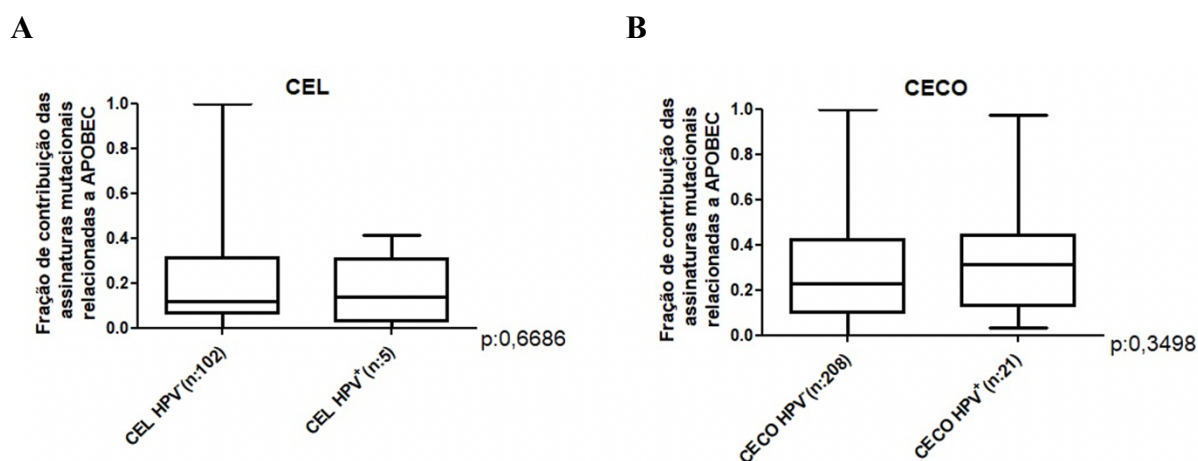 A
B
CEL
Fração de contribuição das
assinaturas mutacionais
relacionadas a APOBEC
1.0
0.8
0.6
0.4
0.2
0.0
CEL HPV-(n:102)
CEL HPV+(n:5)
p:0,6686
CECO
Fração de contribuição das
assinaturas mutacionais
relacionadas a APOBEC
1.0
0.8
0.6
0.4
0.2
0.0
CECO HPV-(n:208)
CECO HPV+(n:21)
p:0,3498